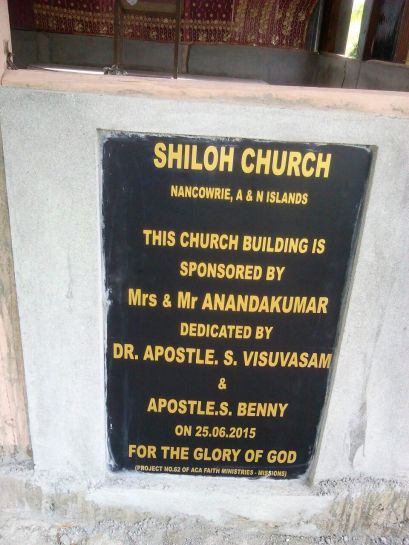 SHILOH CHURCH
NANCOWRIE, A & N ISLANDS
THIS CHURCH BUILDING IS
SPONSORED BY
Mrs & Mr ANANDAKUMAR
DEDICATED BY
DR. APOSTLE. S. VISUVASAM
&
APOSTLE.S. BENNY
ON 25.06.2015
FOR THE GLORY OF GOD
(PROJECT NO.62 OF ACA FAITH MINISTRIES - MISSIONS)